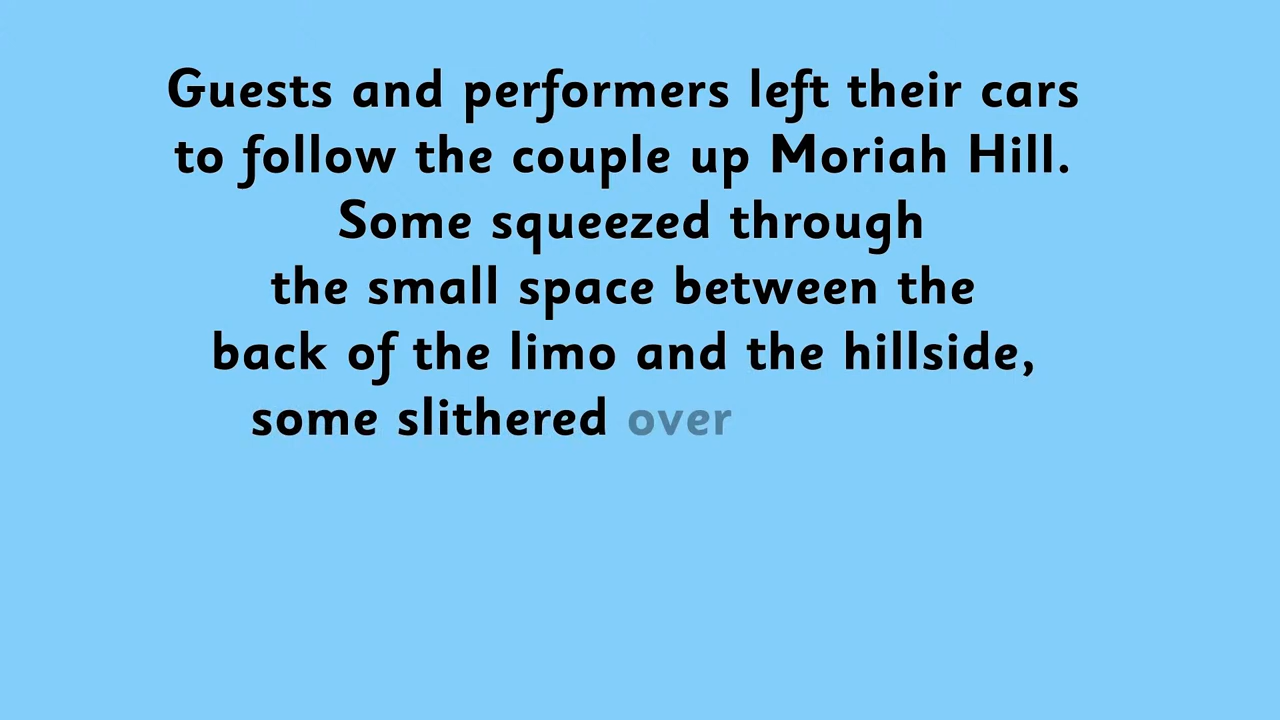 Guests and performers left their cars
to follow the couple up Moriah Hill.
Some squeezed through
the small space between the
back of the limo and the hillside,
some slithered over